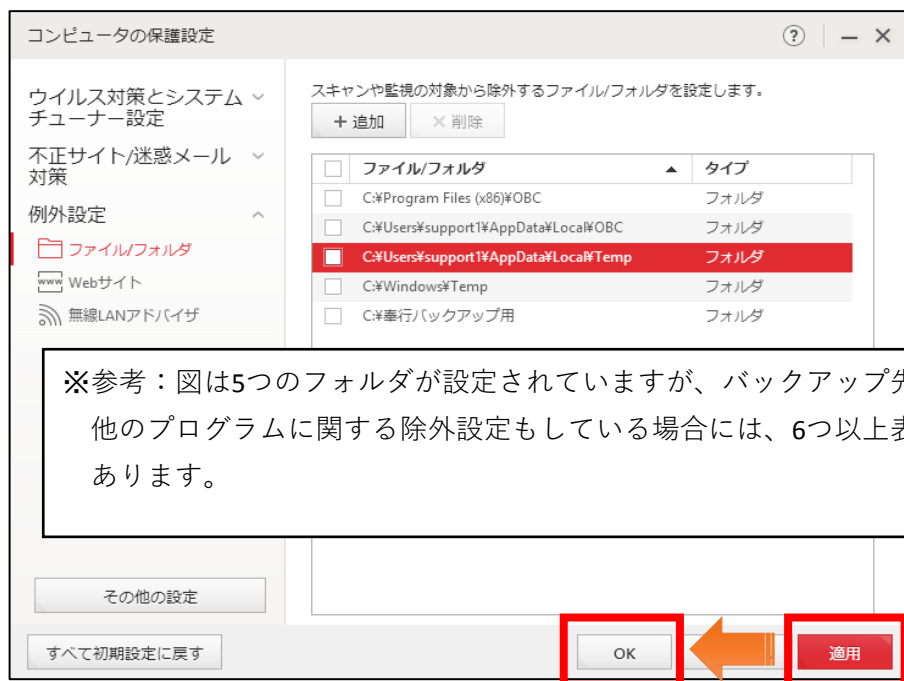 コンピュータの保護設定
ウイルス対策とシステム
チューナー設定
不正サイト/迷惑メール
対策
例外設定
ファイル/フォルダ
www Webサイト
無線LANアドバイザ
スキャンや監視の対象から除外するファイル/フォルダを設定します。
+ 追加 × 削除
ファイル/フォルダ タイプ
C:¥Program Files (x86)¥OBC フォルダ
C:¥Users¥support1¥AppData¥Local¥OBC フォルダ
C:¥Users¥support1¥AppData¥Local¥Temp フォルダ
C:¥Windows¥Temp フォルダ
C:¥奉行バックアップ用 フォルダ
※参考：図は5つのフォルダが設定されていますが、バックアップ先
他のプログラムに関する除外設定もしている場合には、6つ以上表
あります。
その他の設定
すべて初期設定に戻す
OK
適用